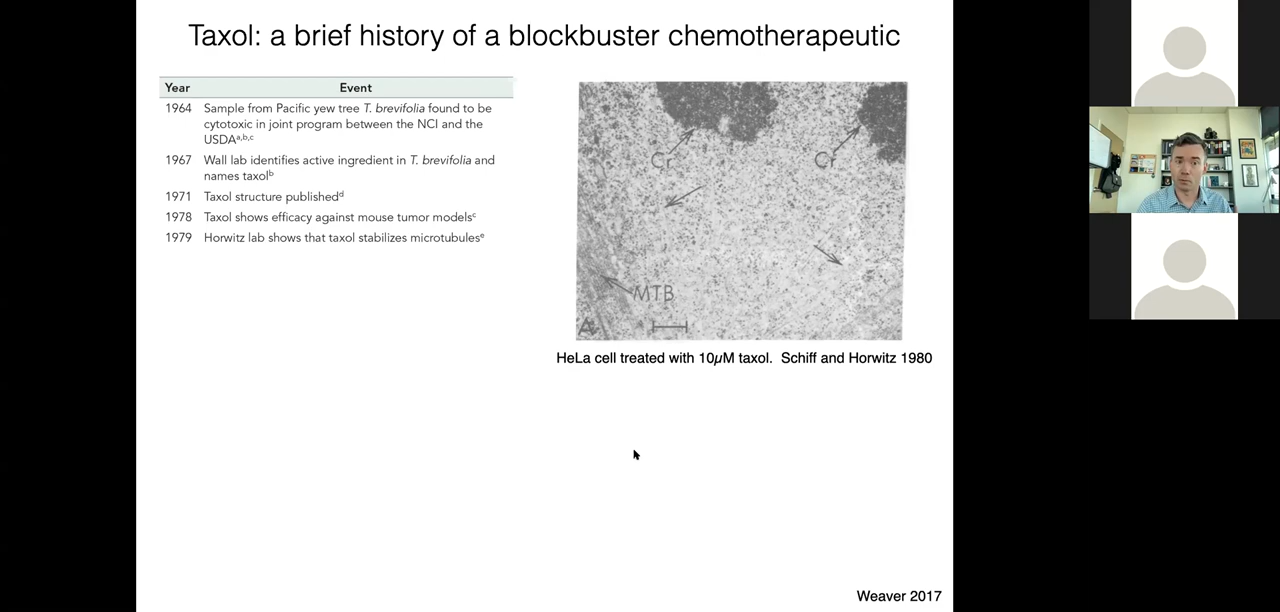 Taxol: a brief history of a blockbuster chemotherapeutic
Year Event
1964 Sample from Pacific yew tree T. brevifolia found to be
cytotoxic in joint program between the NCI and the
USDAa,b,c
1967 Wall lab identifies active ingredient in T. brevifolia and
names taxolb
1971 Taxol structure publishedd
1978 Taxol shows efficacy against mouse tumor modelsc
1979 Horwitz lab shows that taxol stabilizes microtubulese
Cr
Cr
MTB
A
HeLa cell treated with 10µM taxol. Schiff and Horwitz 1980
Weaver 2017